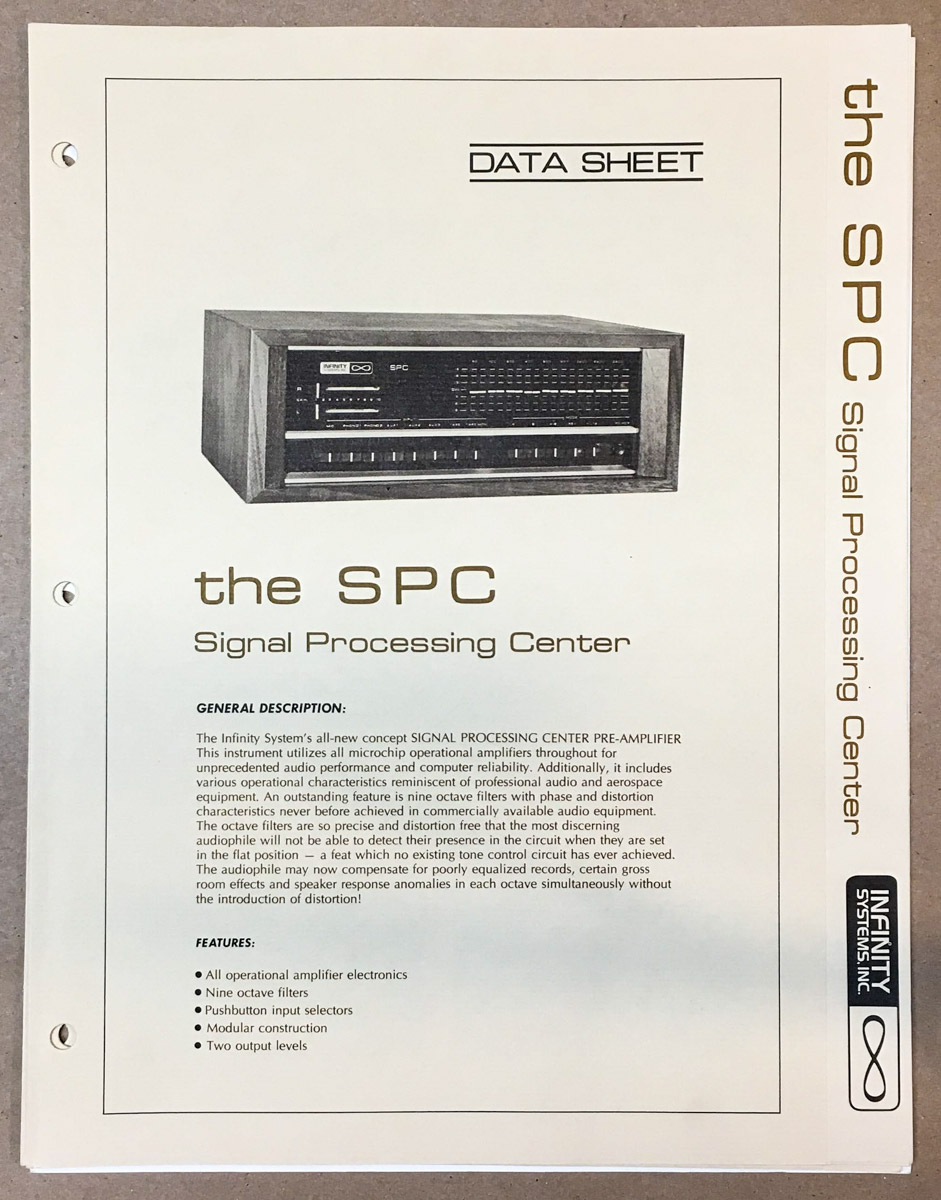 DATA SHEET
INFINITY
SPC
the SPC
Signal Processing Center
GENERAL DESCRIPTION:
The Infinity System's all-new concept SIGNAL PROCESSING CENTER PRE-AMPLIFIER
This instrument utilizes all microchip operational amplifiers throughout for
unprecedented audio performance and computer reliability. Additionally, it includes
various operational characteristics reminiscent of professional audio and aerospace
equipment. An outstanding feature is nine octave filters with phase and distortion
characteristics never before achieved in commercially available audio equipment.
The octave filters are so precise and distortion free that the most discerning
audiophile will not be able to detect their presence in the circuit when they are set
in the flat position — a feat which no existing tone control circuit has ever achieved.
The audiophile may now compensate for poorly equalized records, certain gross
room effects and speaker response anomalies in each octave simultaneously without
the introduction of distortion!
FEATURES:
● All operational amplifier electronics
● Nine octave filters
● Pushbutton input selectors
● Modular construction
● Two output levels
the SPC Signal Processing Center
INFINITY
SYSTEMS, INC.